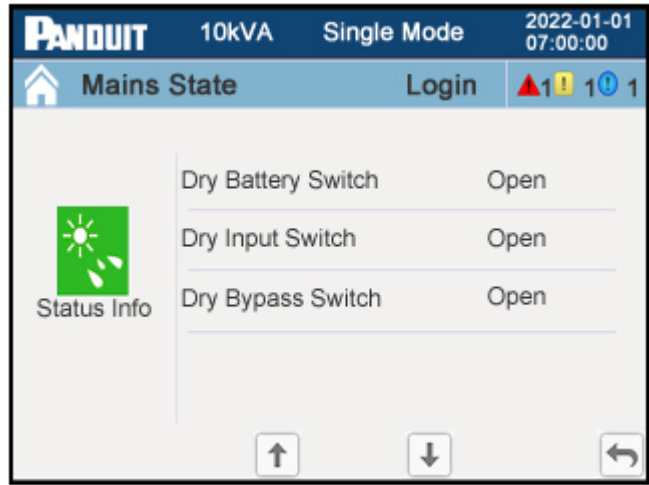 PANDUIT 10kVA Single Mode 2022-01-01
07:00:00
Mains State Login 1 1 1
Dry Battery Switch Open
Dry Input Switch Open
Dry Bypass Switch Open
Status Info